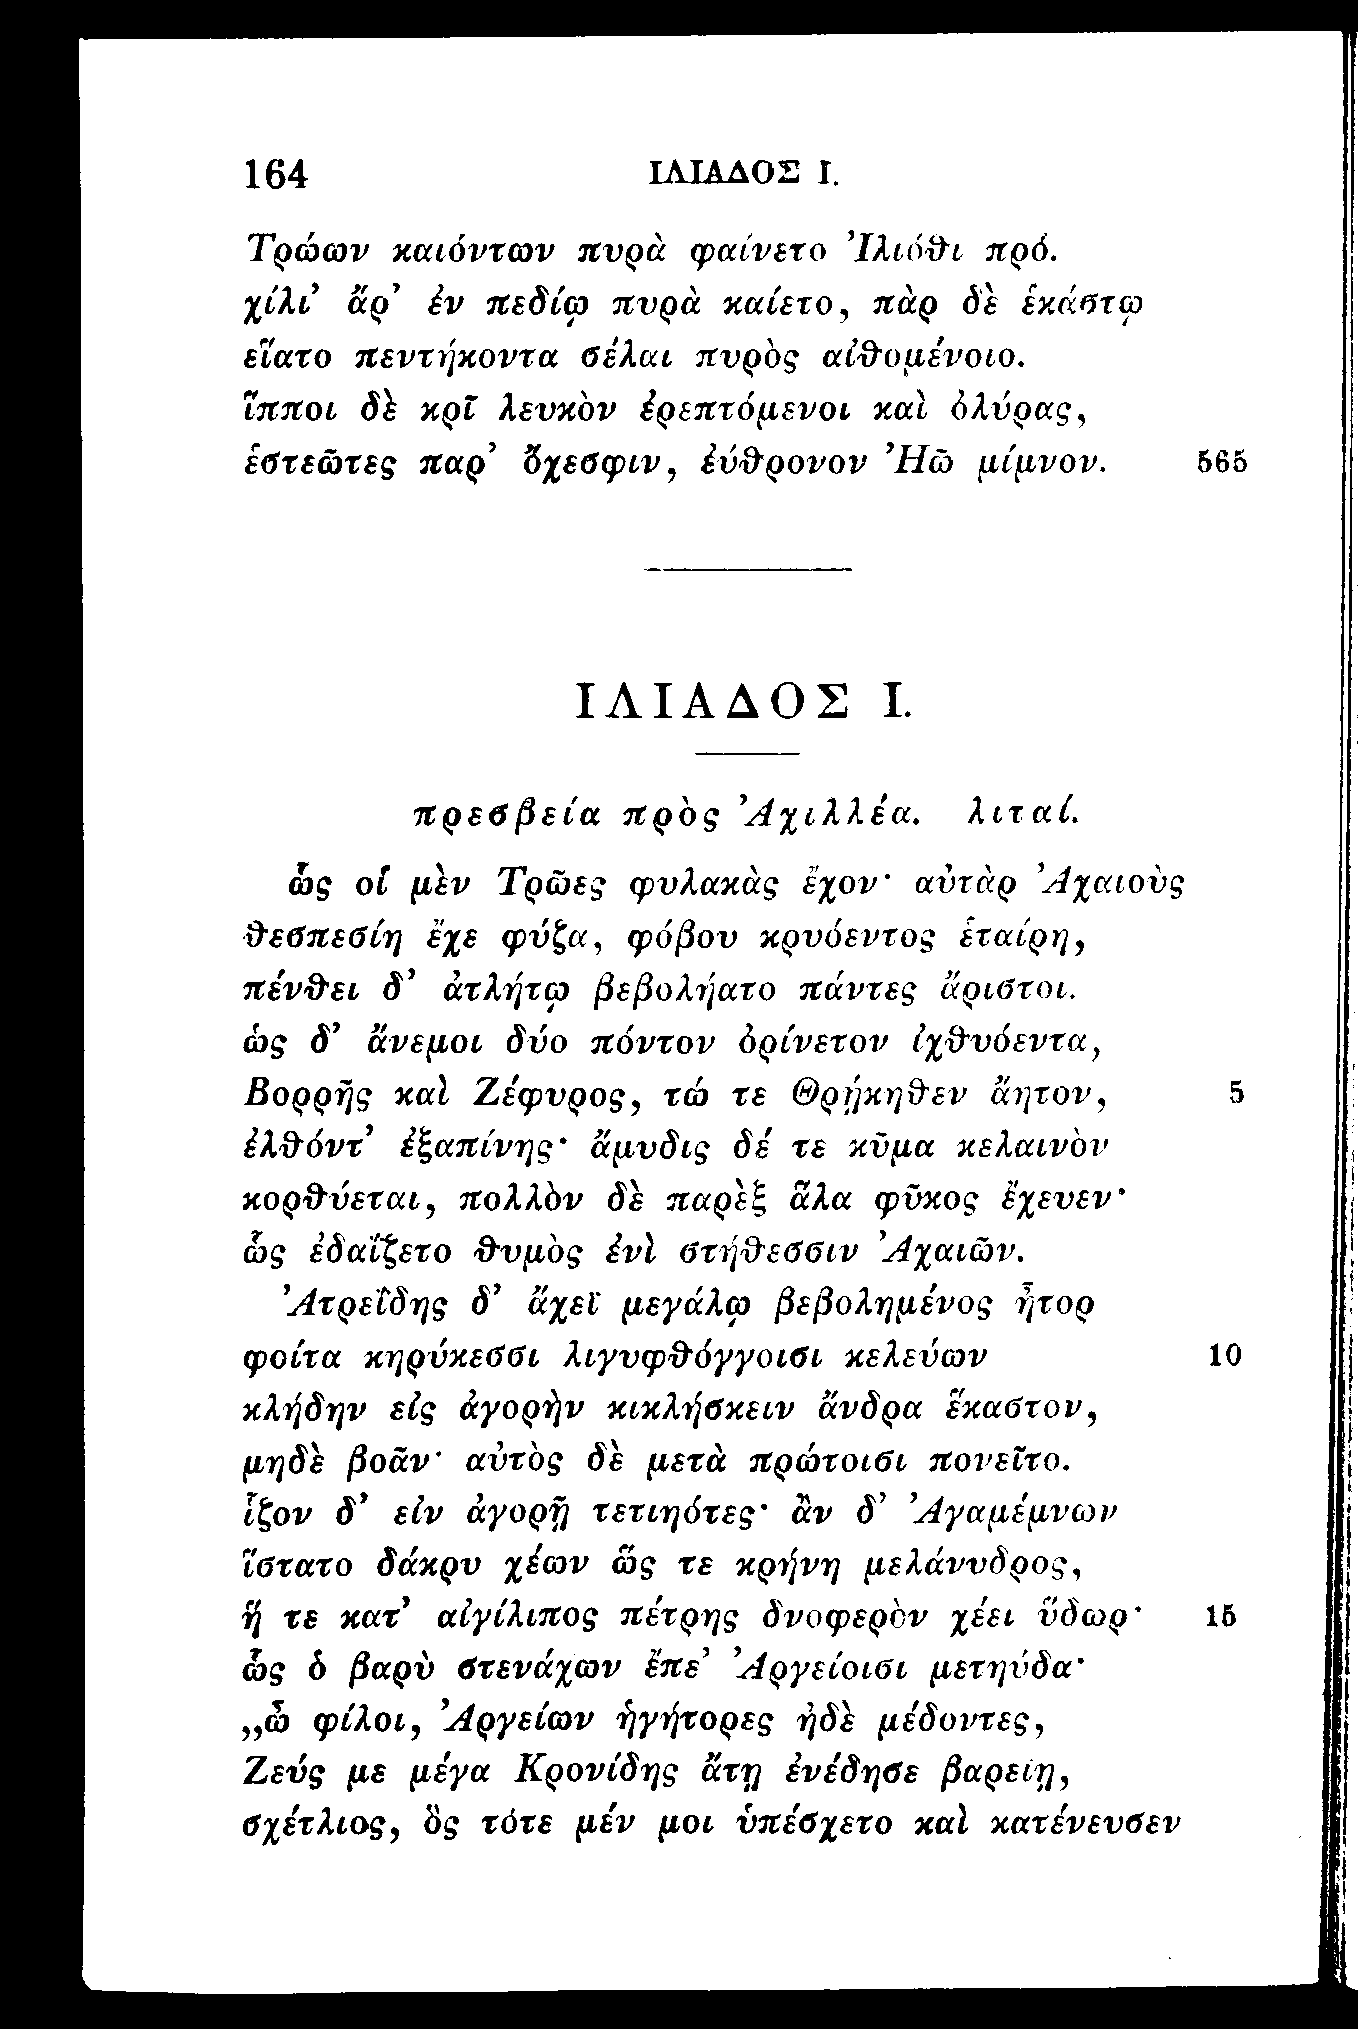 164 ΙΛΙΑΔΟΣ Ι.
Τρώων καιόντων πυρὰ φαίνετο Ἰλιόθι πρό.
χίλι’ ἄρ’ ἐν πεδίῳ πυρὰ καίετο, πὰρ δὲ ἑκάστῳ
εἵατο πεντήκοντα σέλαι πυρὸς αἰθομένοιο.
ἵπποι δὲ κρῖ λευκὸν ἐρεπτόμενοι καὶ ὀλύρας,
ἑστεῶτες παρ’ ὄχεσφιν, ἐύθρονον Ἠῶ μίμνον. 565
ΙΛΙΑΔΟΣ Ι.
πρεσβεία πρὸς Ἀχιλλέα. λιταί.
ὣς οἳ μὲν Τρῶες φυλακὰς ἔχον· αὐτὰρ Ἀχαιοὺς
θεσπεσίη ἔχε φύζα, φόβου κρυόεντος ἑταίρη,
πένθει δ’ ἀτλήτῳ βεβολήατο πάντες ἄριστοι.
ὡς δ’ ἄνεμοι δύο πόντον ὀρίνετον ἰχθυόεντα,
Βορρῆς καὶ Ζέφυρος, τώ τε Θρῄκηθεν ἄητον, 5
ἐλθόντ’ ἐξαπίνης· ἄμυδις δέ τε κῦμα κελαινὸν
κορθύεται, πολλὸν δὲ παρὲξ ἅλα φῦκος ἔχευεν·
ὣς ἐδαΐζετο θυμὸς ἐνὶ στήθεσσιν Ἀχαιῶν.
Ἀτρεΐδης δ’ ἄχεϊ μεγάλῳ βεβολημένος ἦτορ
φοίτα κηρύκεσσι λιγυφθόγγοισι κελεύων 10
κλήδην εἰς ἀγορὴν κικλήσκειν ἄνδρα ἕκαστον,
μηδὲ βοᾶν· αὐτὸς δὲ μετὰ πρώτοισι πονεῖτο.
ἷζον δ’ εἰν ἀγορῇ τετιηότες· ἂν δ’ Ἀγαμέμνων
ἵστατο δάκρυ χέων ὥς τε κρήνη μελάνυδρος,
ἥ τε κατ’ αἰγίλιπος πέτρης δνοφερὸν χέει ὕδωρ·	15
ὣς ὁ βαρὺ στενάχων ἔπε’ Ἀργείοισι μετηύδα·
„ὦ φίλοι, Ἀργείων ἡγήτορες ἠδὲ μέδοντες,
Ζεύς με μέγα Κρονίδης ἄτῃ ἐνέδησε βαρείῃ,
σχέτλιος, ὃς τότε μέν μοι ὑπέσχετο καὶ κατένευσεν